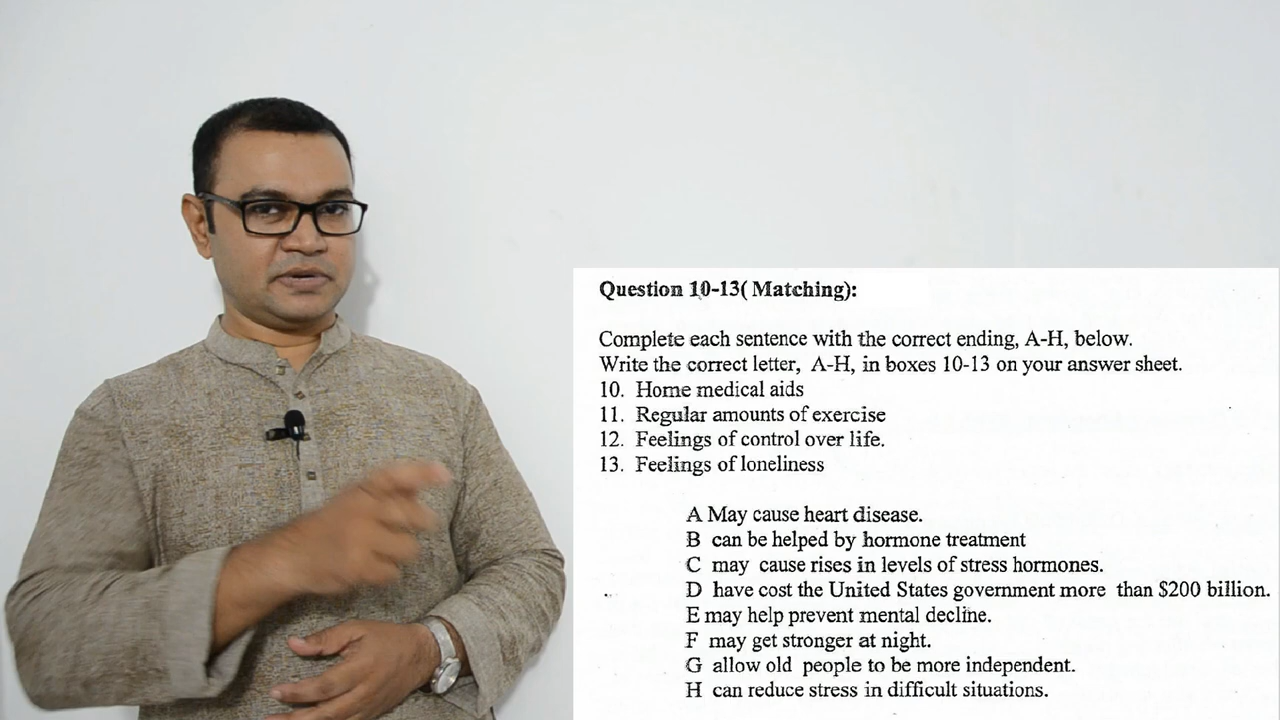 Question 10-13( Matching):
Complete each sentence with the correct ending, A-H, below.
Write the correct letter, A-H, in boxes 10-13 on your answer sheet.
10. Home medical aids
11. Regular amounts of exercise
12. Feelings of control over life.
13. Feelings of loneliness
A May cause heart disease.
B can be helped by hormone treatment
C may cause rises in levels of stress hormones.
D have cost the United States government more than $200 billion.
E may help prevent mental decline.
F may get stronger at night.
G allow old people to be more independent.
H can reduce stress in difficult situations.